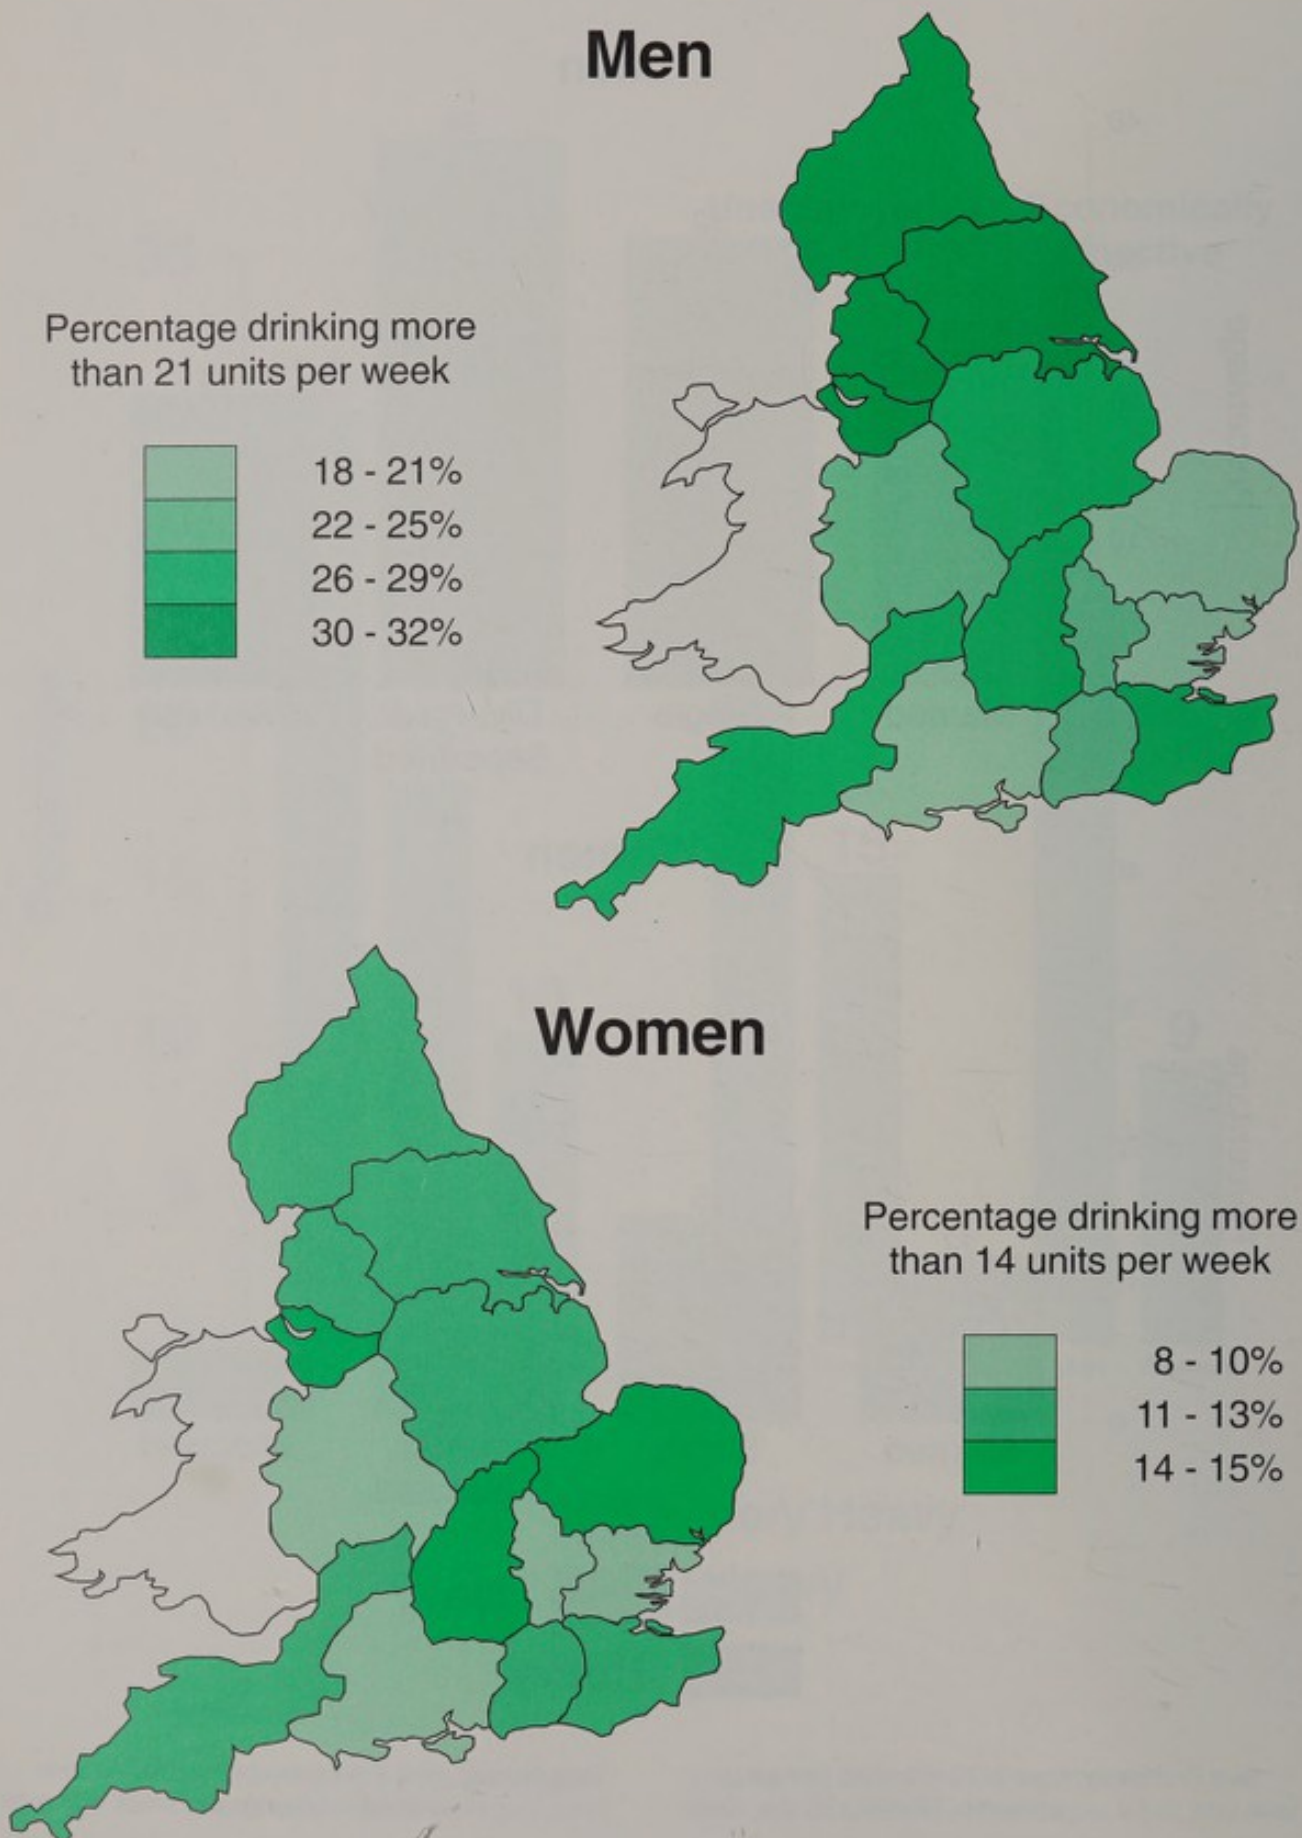 Men
Percentage drinking more
than 21 units per week
18 - 21%
22 - 25%
26 - 29%
30 - 32%
Women
Percentage drinking more
than 14 units per week
8 - 10%
11 - 13%
14 - 15%